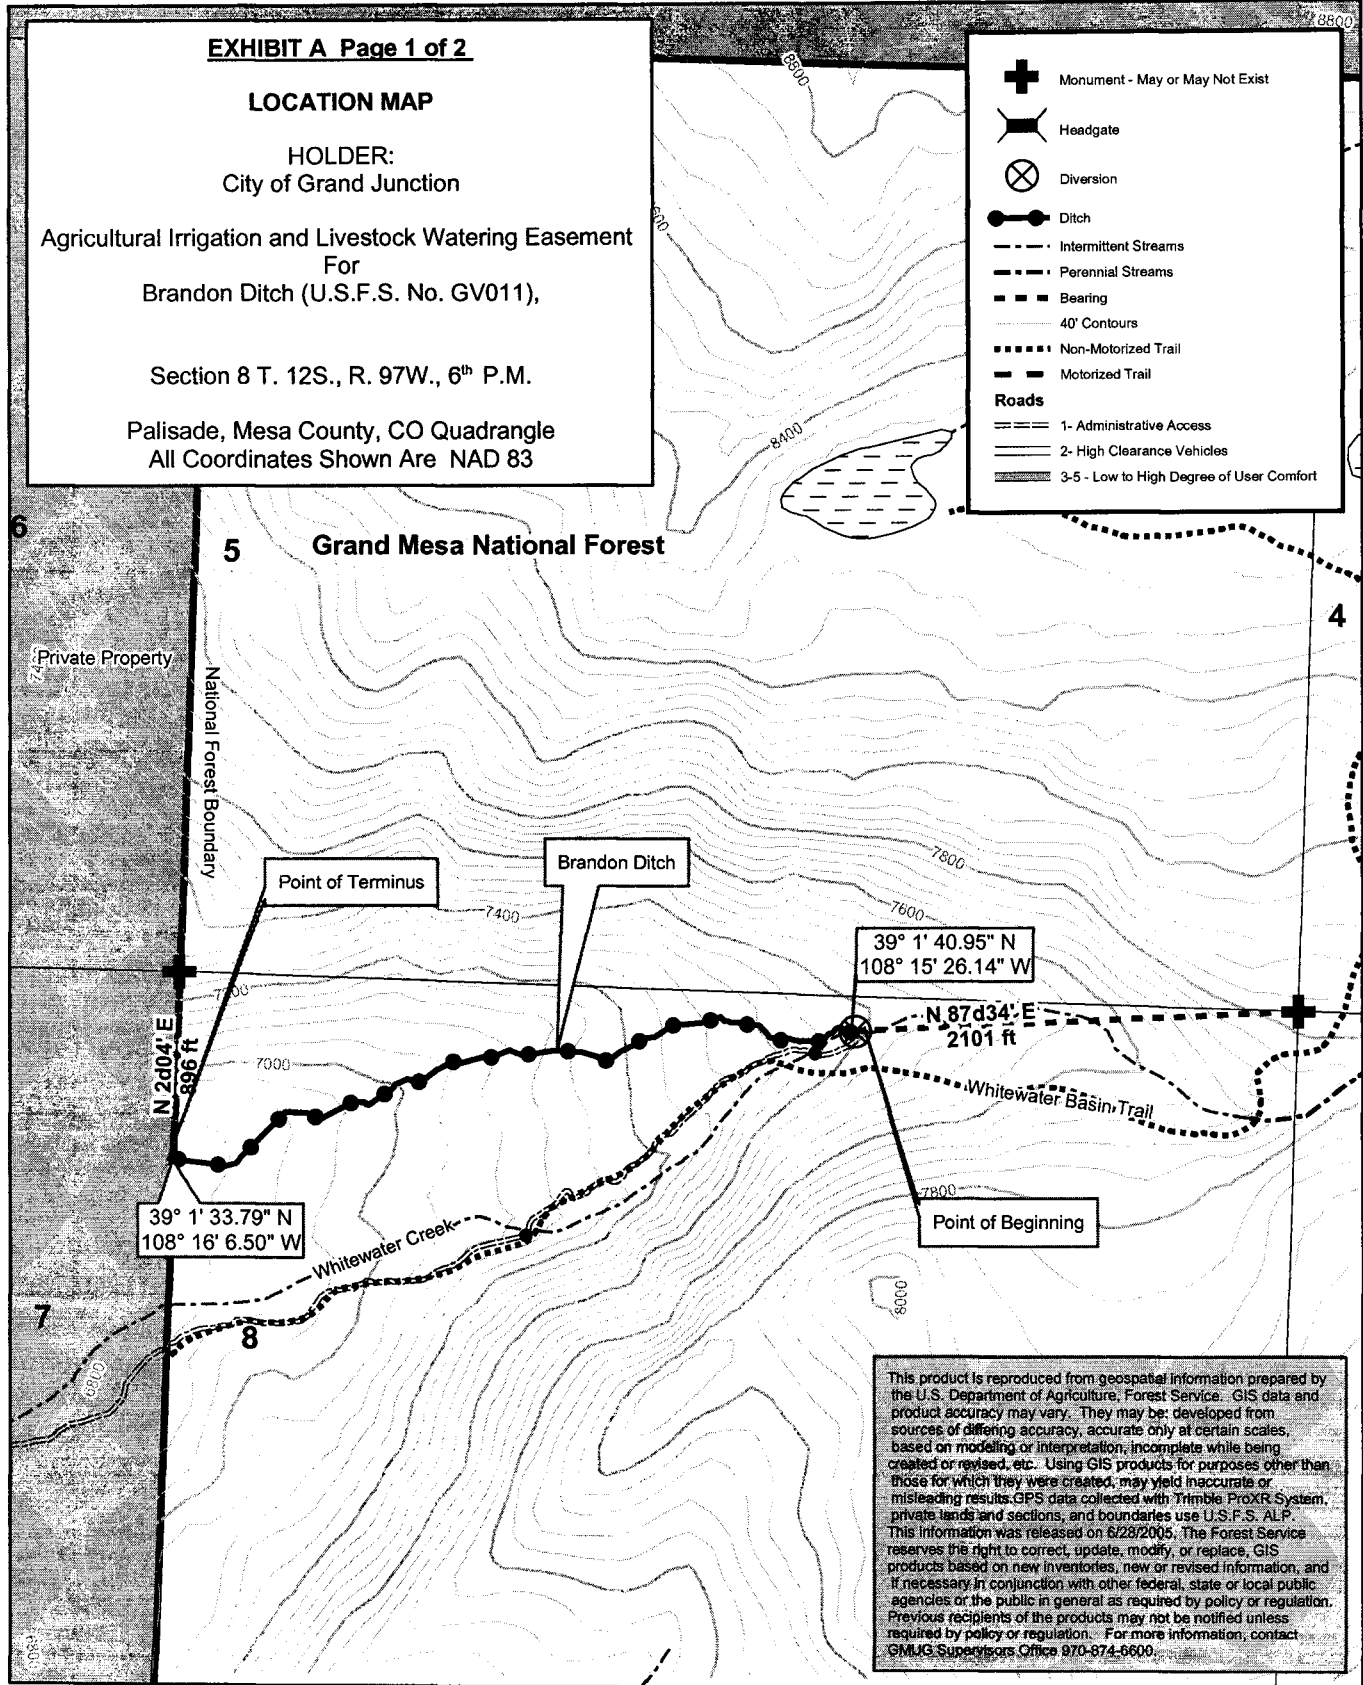 EXHIBIT A Page 1 of 2
LOCATION MAP
HOLDER:
City of Grand Junction
Agricultural Irrigation and Livestock Watering Easement
For
Brandon Ditch (U.S.F.S. No. GV011),
Section 8 T. 12S., R. 97W., 6th P.M.
Palisade, Mesa County, CO Quadrangle
All Coordinates Shown Are NAD 83
Monument - May or May Not Exist
Headgate
Diversion
Ditch
Intermittent Streams
Perennial Streams
Bearing
40' Contours
Non-Motorized Trail
Motorized Trail
Roads
1- Administrative Access
2- High Clearance Vehicles
3-5 - Low to High Degree of User Comfort
8800
8800
8400
6
5
Grand Mesa National Forest
4
Private Property
National Forest Boundary
Point of Terminus
Brandon Ditch
7800
7400
7600
39° 1' 40.95" N
108° 15' 26.14" W
N 87d34' E
2101 ft
N 2d04' E
896 ft
7000
Whitewater Basin Trail
7800
Point of Beginning
39° 1' 33.79" N
108° 16' 6.50" W
Whitewater Creek
8000
7
8
6800
6800
This product is reproduced from geospatial information prepared by
the U.S. Department of Agriculture, Forest Service. GIS data and
product accuracy may vary. They may be: developed from
sources of differing accuracy, accurate only at certain scales,
based on modeling or interpretation, incomplete while being
created or revised, etc. Using GIS products for purposes other than
those for which they were created, may yield inaccurate or
misleading results.GPS data collected with Trimble ProXR System,
private lands and sections, and boundaries use U.S.F.S. ALP.
This information was released on 6/28/2005, The Forest Service
reserves the right to correct, update, modify, or replace, GIS
products based on new inventories, new or revised information, and
if necessary in conjunction with other federal, state or local public
agencies or the public in general as required by policy or regulation.
Previous recipients of the products may not be notified unless
required by policy or regulation. For more information, contact
GMUG Supervisors Office 970-874-6600.